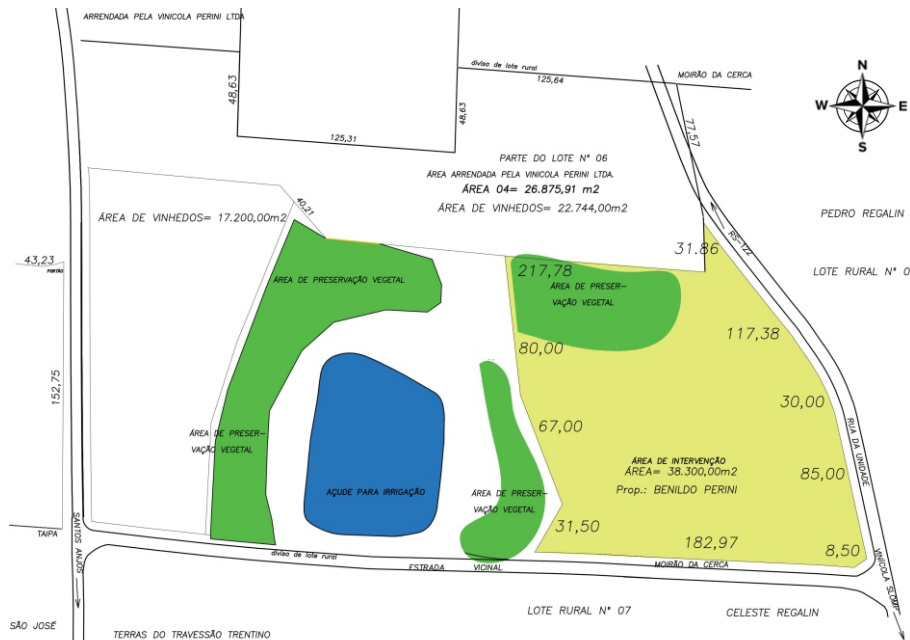 ARRENDADA PELA VINICOLA PERINI LTDA
48,63
125,31
48,63
divisa de lote rural
125,64
MOIRÃO DA CERCA
77,57
N
W
E
S
PARTE DO LOTE N° 06
ÁREA ARRENDADA PELA VINICOLA PERINI LTDA.
ÁREA 04= 26.875,91 m2
ÁREA DE VINHEDOS= 22.744,00m2
ÁREA DE VINHEDOS= 17.200,00m2
40,21
RS-122
PEDRO REGALIN
LOTE RURAL N° 0
31.86
43,23
PORTÃO
152,75
ÁREA DE PRESERVAÇÃO VEGETAL
217,78
ÁREA DE PRESER-
VAÇÃO VEGETAL
117,38
80,00
30,00
67,00
RUA DA UNIDADE
ÁREA DE PRESER-
VAÇÃO VEGETAL
ÁREA DE INTERVENÇÃO
ÁREA= 38.300,00m2
Prop.: BENILDO PERINI
85,00
AÇUDE PARA IRRIGAÇÃO
ÁREA DE PRESER-
VAÇÃO VEGETAL
31,50
182,97
8,50
TAIPA
SANTOS ANJOS
divisa de lote rural
ESTRADA VICINAL
MOIRÃO DA CERCA
VINICOLA SLOMP
SÃO JOSÉ
TERRAS DO TRAVESSÃO TRENTINO
LOTE RURAL N° 07
CELESTE REGALIN